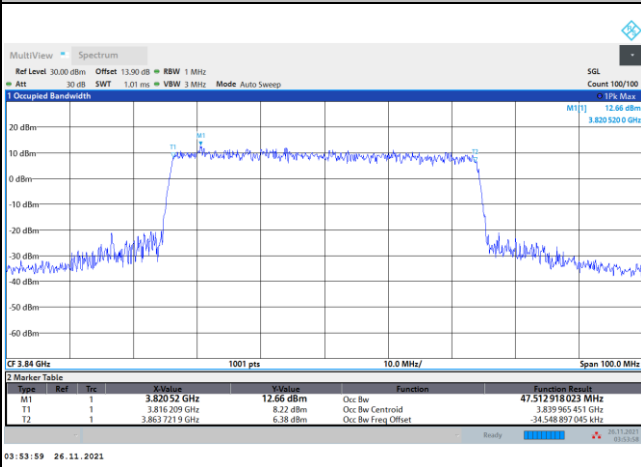 MultiView Spectrum
Ref Level 30.00 dBm Offset 13.90 dB RBW 1 MHz SGL
Att 30 dB SWT 1.01 ms VBW 3 MHz Mode Auto Sweep Count 100/100
1 Occupied Bandwidth 1Pk Max
M1[1] 12.66 dBm
3.820 520 0 GHz
20 dBm
M1
T1 T2
10 dBm
0 dBm
-10 dBm
-20 dBm
-30 dBm
-40 dBm
-50 dBm
-60 dBm
CF 3.84 GHz 1001 pts 10.0 MHz/ Span 100.0 MHz
2 Marker Table
Type Ref Trc X-Value Y-Value Function Function Result
M1 1 3.820 52 GHz 12.66 dBm Occ Bw 47.512 918 023 MHz
T1 1 3.816 209 GHz 8.22 dBm Occ Bw Centroid 3.839 965 451 GHz
T2 1 3.863 721 9 GHz 6.38 dBm Occ Bw Freq Offset -34.548 897 045 kHz
Ready 26.11.2021
03:53:58
03:53:59 26.11.2021